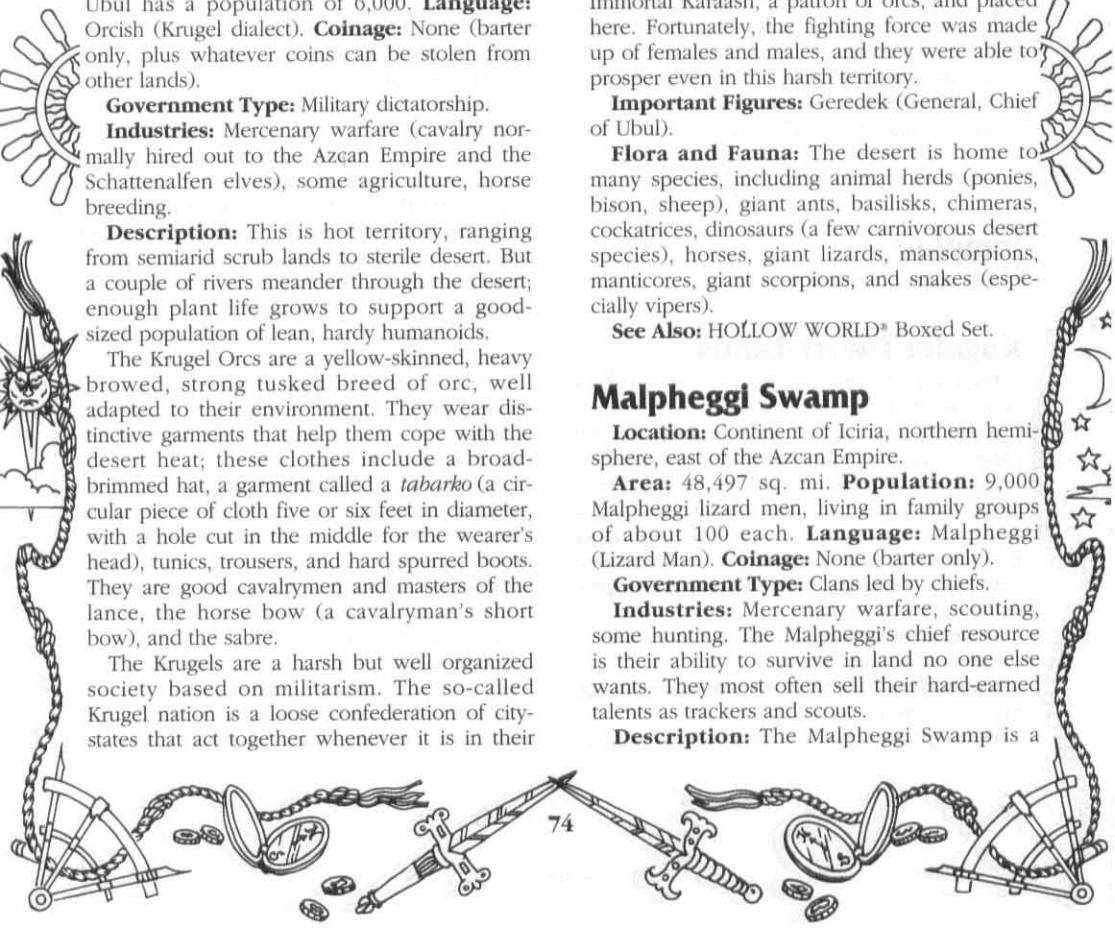 Ubul has a population of 6,000. Language:
Orcish (Krugel dialect). Coinage: None (barter
only, plus whatever coins can be stolen from
other lands).
Government Type: Military dictatorship.
Industries: Mercenary warfare (cavalry nor-
mally hired out to the Azcan Empire and the
Schattenalfen elves), some agriculture, horse
breeding.
Description: This is hot territory, ranging
from semiarid scrub lands to sterile desert. But
a couple of rivers meander through the desert;
enough plant life grows to support a good-
sized population of lean, hardy humanoids.
The Krugel Orcs are a yellow-skinned, heavy
browed, strong tusked breed of orc, well
adapted to their environment. They wear dis-
tinctive garments that help them cope with the
desert heat; these clothes include a broad-
brimmed hat, a garment called a tabarko (a cir-
cular piece of cloth five or six feet in diameter,
with a hole cut in the middle for the wearer's
head), tunics, trousers, and hard spurred boots.
They are good cavalrymen and masters of the
lance, the horse bow (a cavalryman's short
bow), and the sabre.
The Krugels are a harsh but well organized
society based on militarism. The so-called
Krugel nation is a loose confederation of city-
states that act together whenever it is in their
Immortal Karaash, a patron of orcs, and placed
here. Fortunately, the fighting force was made
up of females and males, and they were able to
prosper even in this harsh territory.
Important Figures: Geredek (General, Chief
of Ubul).
Flora and Fauna: The desert is home to
many species, including animal herds (ponies,
bison, sheep), giant ants, basilisks, chimeras,
cockatrices, dinosaurs (a few carnivorous desert
species), horses, giant lizards, manscorpions,
manticores, giant scorpions, and snakes (espe-
cially vipers).
See Also: HOLLOW WORLD® Boxed Set.
Malpheggi Swamp
Location: Continent of Iciria, northern hemi-
sphere, east of the Azcan Empire.
Area: 48,497 sq. mi. Population: 9,000
Malpheggi lizard men, living in family groups
of about 100 each. Language: Malpheggi
(Lizard Man). Coinage: None (barter only).
Government Type: Clans led by chiefs.
Industries: Mercenary warfare, scouting,
some hunting. The Malpheggi's chief resource
is their ability to survive in land no one else
wants. They most often sell their hard-earned
talents as trackers and scouts.
Description: The Malpheggi Swamp is a
74